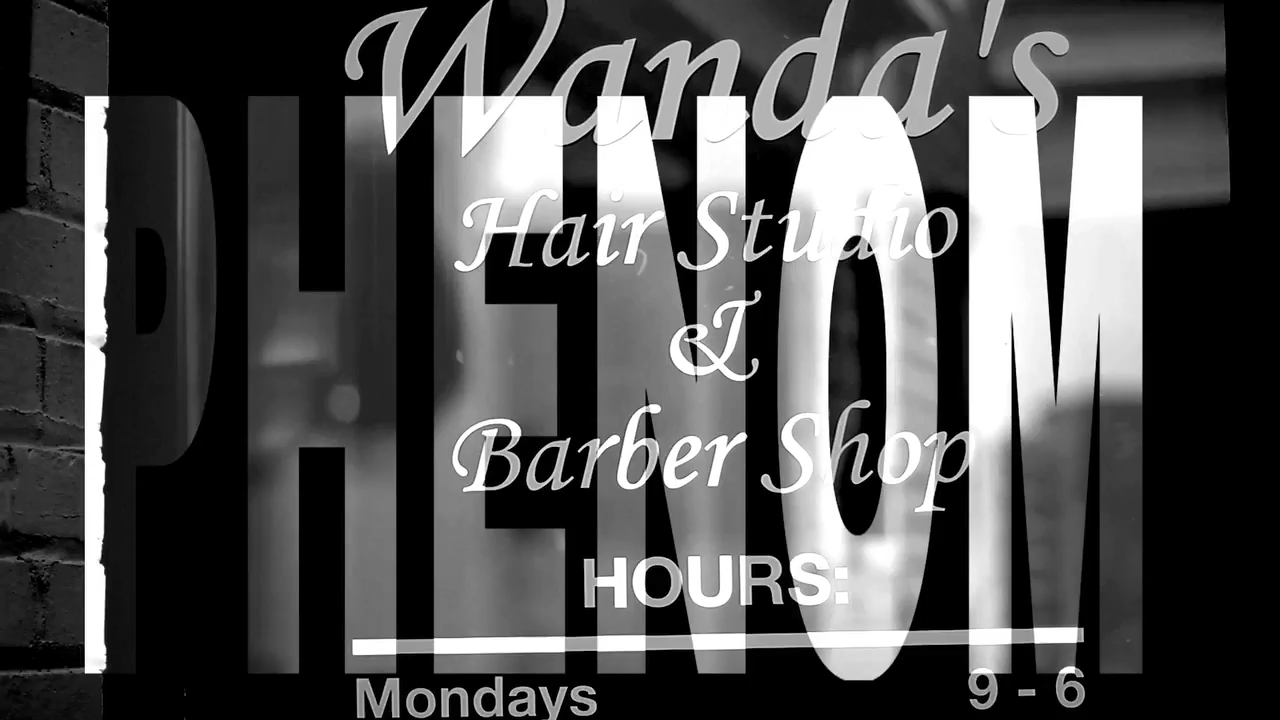 Wanda's
PHENOM
Hair Studio
&
Barber Shop
HOURS:
Mondays 9 - 6